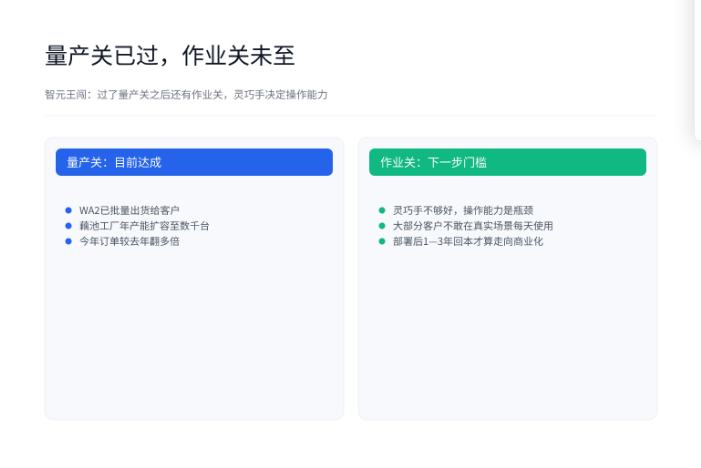 量产关已过，作业关未至
智元王闯：过了量产关之后还有作业关，灵巧手决定操作能力
量产关：目前达成
WA2已批量出货给客户
藕池工厂年产能扩容至数千台
今年订单较去年翻多倍
作业关：下一步门槛
灵巧手不够好，操作能力是瓶颈
大部分客户不敢在真实场景每天使用
部署后1—3年回本才算走向商业化